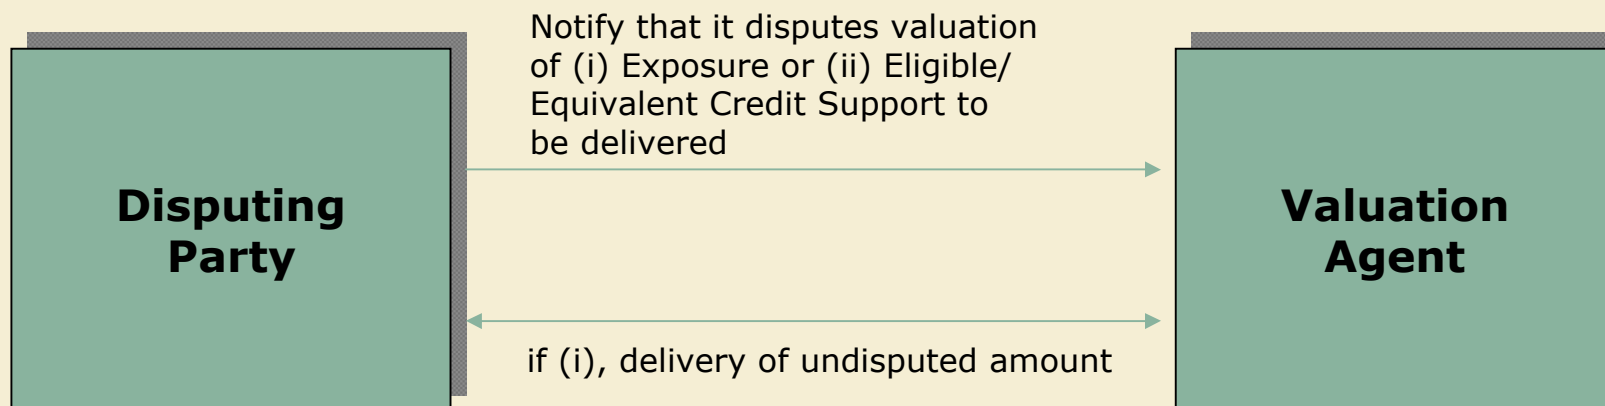 Notify that it disputes valuation
of (i) Exposure or (ii) Eligible/
Equivalent Credit Support to
be delivered
Disputing
Party
Valuation
Agent
if (i), delivery of undisputed amount